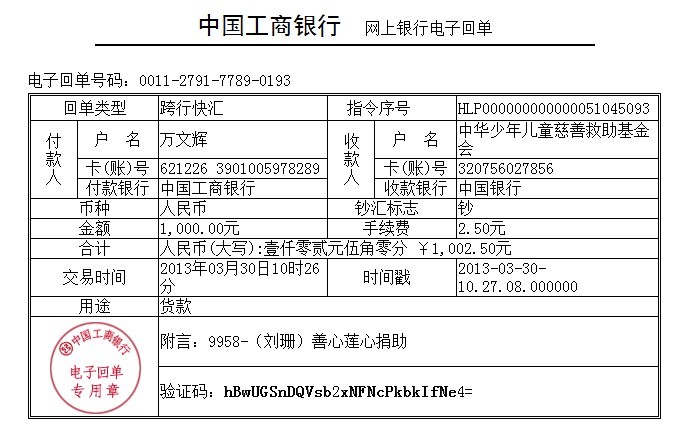 中国工商银行 网上银行电子回单
电子回单号码：0011-2791-7789-0193
回单类型 跨行快汇 指令序号 HLP000000000000051045093
付款人 户 名 万文辉 收款人 户 名 中华少年儿童慈善救助基金会
卡(账)号 621226 3901005978289 卡(账)号 320756027856
付款银行 中国工商银行 收款银行 中国银行
币种 人民币 钞汇标志 钞
金额 1,000.00元 手续费 2.50元
合计 人民币(大写):壹仟零贰元伍角零分 ￥1,002.50元
交易时间 2013年03月30日10时26分 时间戳 2013-03-30-10.27.08.000000
用途 货款
中国工商银行
电子回单
专用章
附言：9958-（刘珊）善心莲心捐助
验证码：hBwUGSnDQVsb2xNFNcPkbkIfNe4=